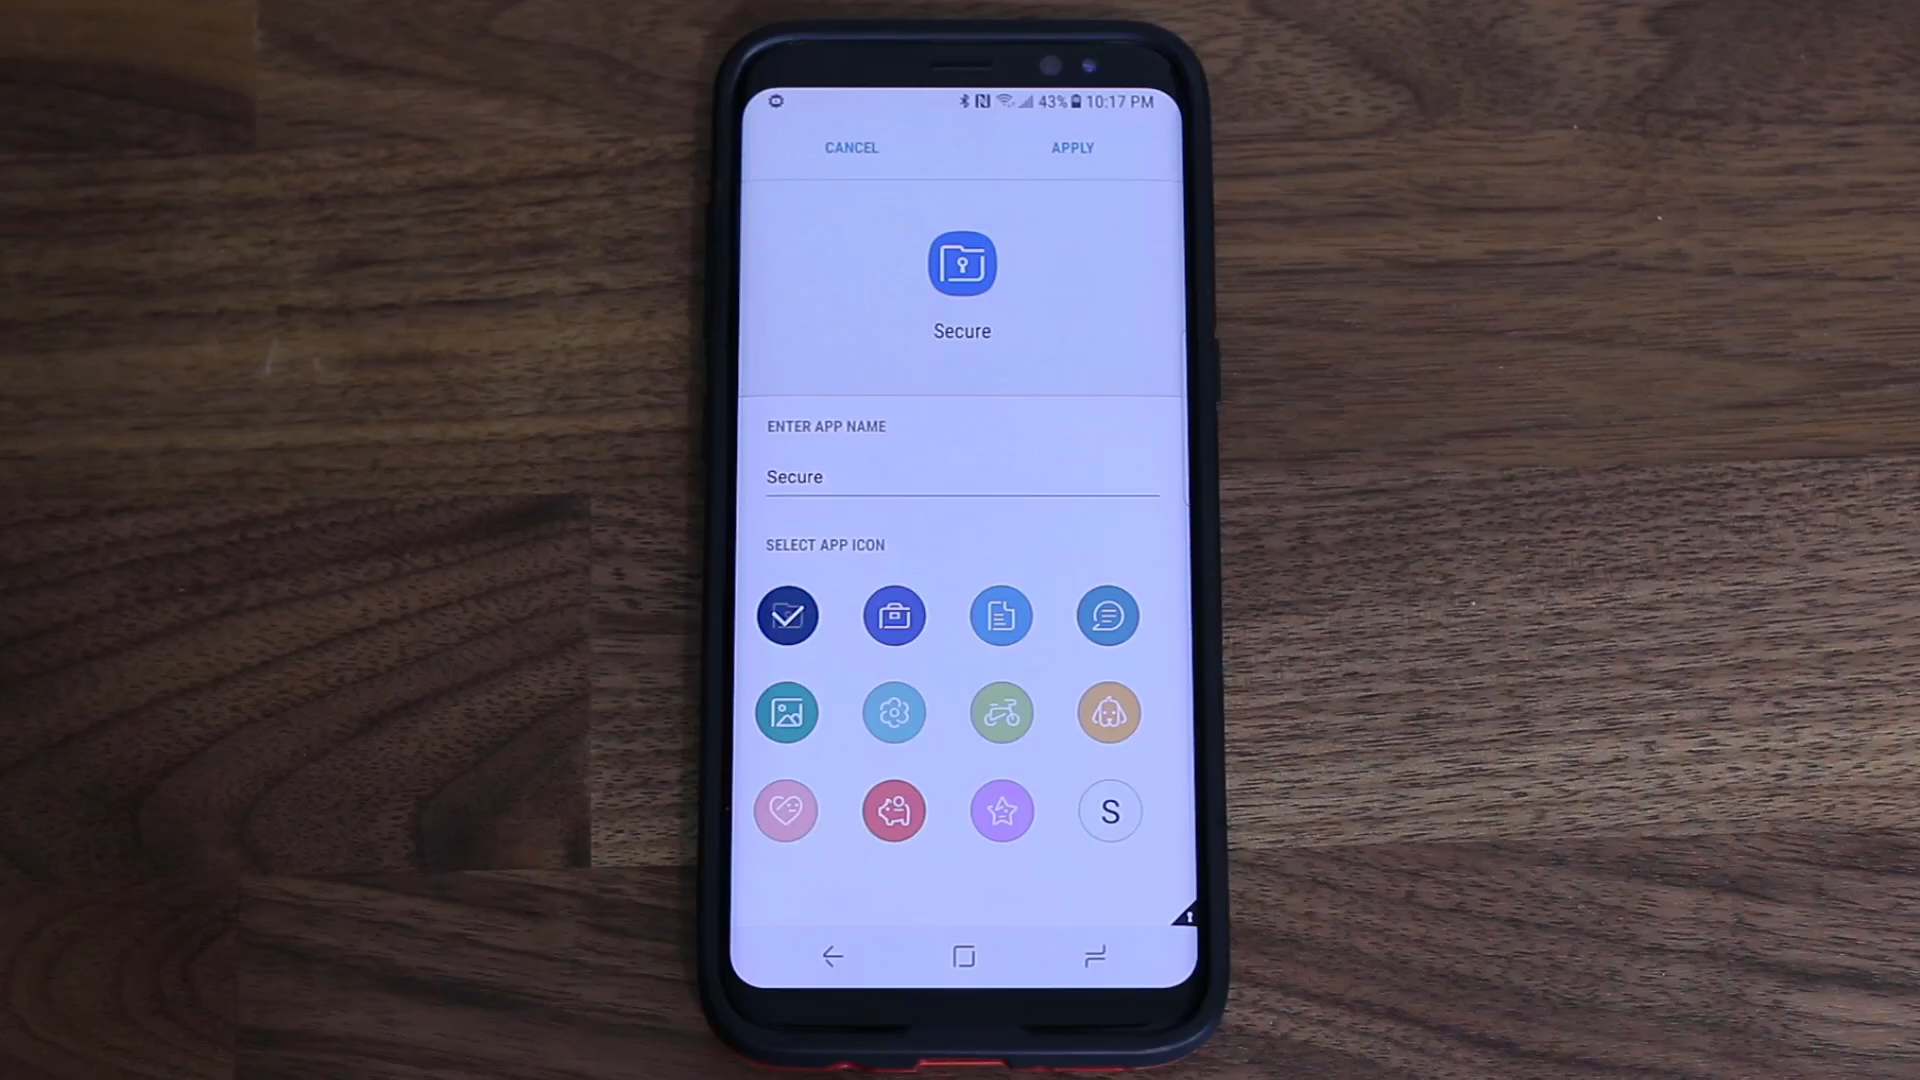 43% 10:17 PM
CANCEL APPLY
Secure
ENTER APP NAME
Secure
SELECT APP ICON
S